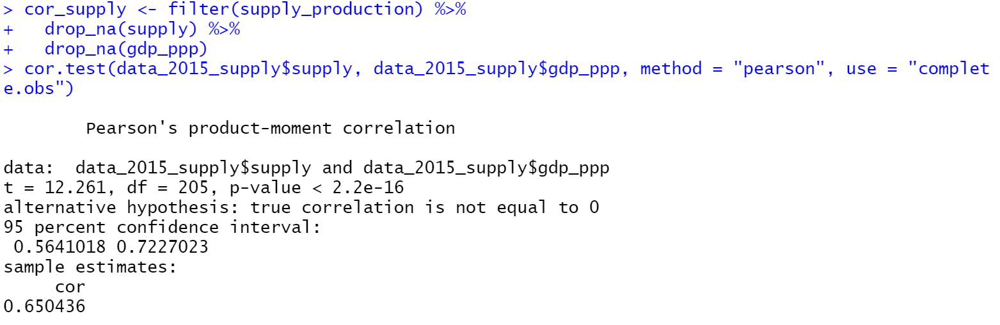 > cor_supply <- filter(supply_production) %>%
+   drop_na(supply) %>%
+   drop_na(gdp_ppp)
> cor.test(data_2015_supply$supply, data_2015_supply$gdp_ppp, method = "pearson", use = "complet
e.obs")
Pearson's product-moment correlation
data:  data_2015_supply$supply and data_2015_supply$gdp_ppp
t = 12.261, df = 205, p-value < 2.2e-16
alternative hypothesis: true correlation is not equal to 0
95 percent confidence interval:
0.5641018 0.7227023
sample estimates:
cor
0.650436